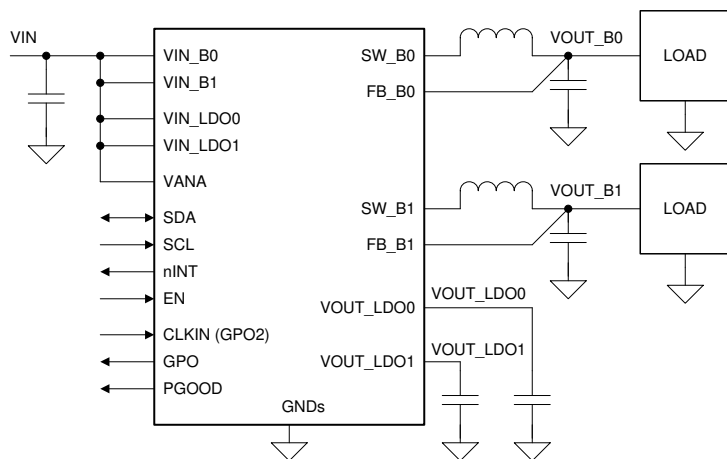 VIN
VIN_B0
VIN_B1
VIN_LDO0
VIN_LDO1
VANA
SDA
SCL
nINT
EN
CLKIN (GPO2)
GPO
PGOOD
GNDs
SW_B0
FB_B0
SW_B1
FB_B1
VOUT_LDO0
VOUT_LDO1
VOUT_B0
LOAD
VOUT_B1
LOAD
VOUT_LDO0
VOUT_LDO1